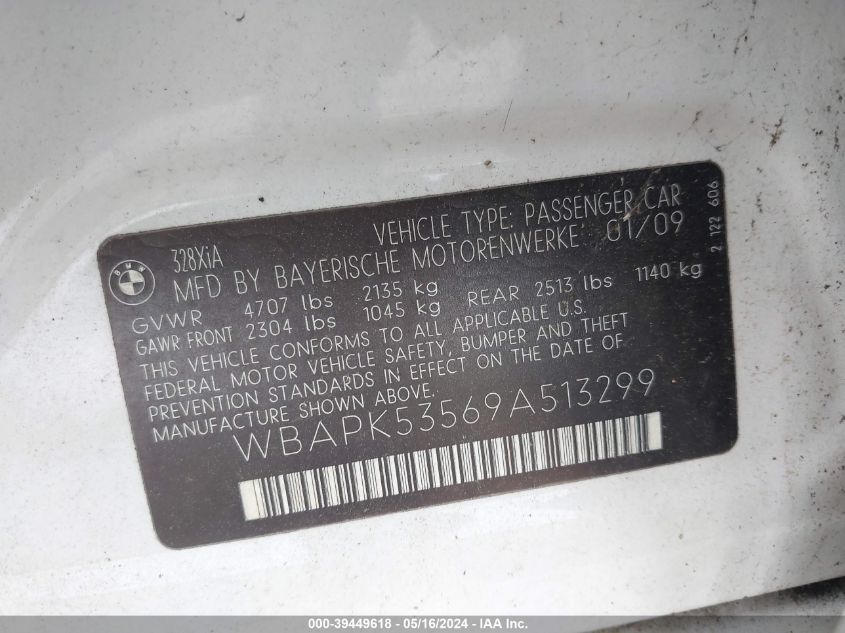 BMW
328XiA
VEHICLE TYPE: PASSENGER CAR
MFD BY BAYERISCHE MOTORENWERKE 01/09
GVWR 4707 lbs 2135 kg
GAWR FRONT 2304 lbs 1045 kg REAR 2513 lbs 1140 kg
THIS VEHICLE CONFORMS TO ALL APPLICABLE U.S.
FEDERAL MOTOR VEHICLE SAFETY, BUMPER AND THEFT
PREVENTION STANDARDS IN EFFECT ON THE DATE OF
MANUFACTURE SHOWN ABOVE.
WBAPK53569A513299
2 122 606
000-39449618 - 05/16/2024 - IAA Inc.